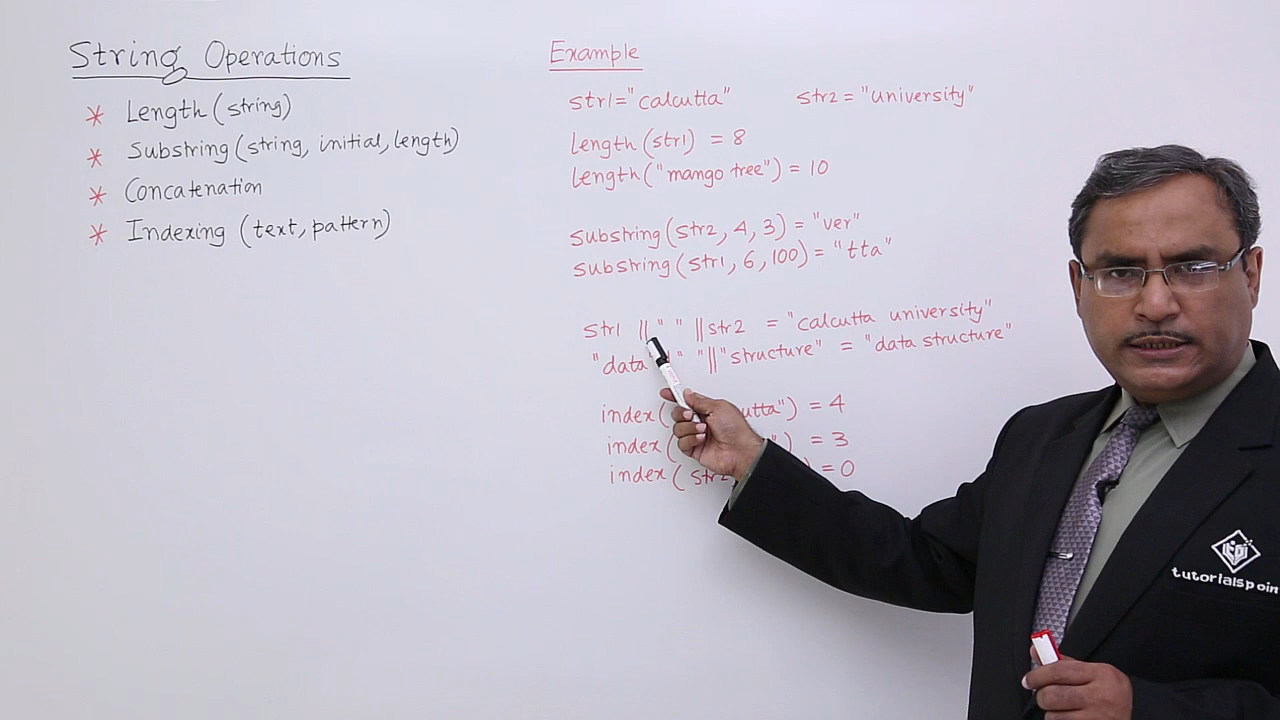 String Operations
* Length (string)
* Substring (string, initial, length)
* Concatenation
* Indexing (text, pattern)
Example
str1="calcutta" str2="university"
length (str1) = 8
length ("mango tree") = 10
substring (str2, 4, 3) = "ver"
substring (str1, 6, 100) = "tta"
str1 || " " || str2 = "calcutta university"
"data " "||"structure" = "data structure"
index ( utta") = 4
index ( ") = 3
index ( str2 ) = 0
tutorialspoin